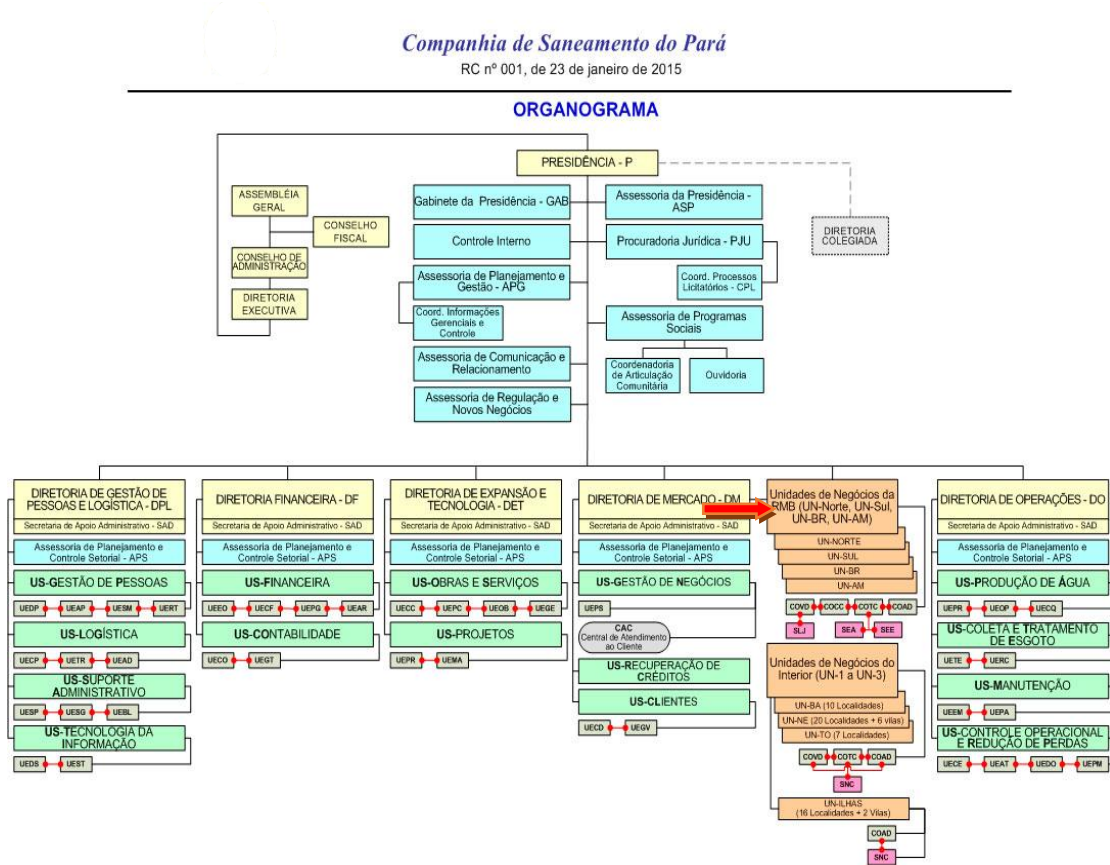 Companhia de Saneamento do Pará
RC nº 001, de 23 de janeiro de 2015
ORGANOGRAMA
PRESIDÊNCIA - P
ASSEMBLÉIA
GERAL
CONSELHO
FISCAL
CONSELHO DE
ADMINISTRAÇÃO
DIRETORIA
EXECUTIVA
Gabinete da Presidência - GAB
Assessoria da Presidência -
ASP
DIRETORIA
COLEGIADA
Controle Interno
Procuradoria Jurídica - PJU
Assessoria de Planejamento e
Gestão - APG
Coord. Processos
Licitatórios - CPL
Coord. Informações
Gerenciais e
Controle
Assessoria de Programas
Sociais
Assessoria de Comunicação e
Relacionamento
Coordenadoria
de Articulação
Comunitária
Ouvidoria
Assessoria de Regulação e
Novos Negócios
DIRETORIA DE GESTÃO DE
PESSOAS E LOGÍSTICA - DPL
Secretaria de Apoio Administrativo - SAD
Assessoria de Planejamento e
Controle Setorial - APS
US-GESTÃO DE PESSOAS
UEDP UEAP UESM UERT
US-LOGÍSTICA
UECP UETR UEAD
US-SUPORTE
ADMINISTRATIVO
UESP UESG UEBL
US-TECNOLOGIA DA
INFORMAÇÃO
UEDS UEST
DIRETORIA FINANCEIRA - DF
Secretaria de Apoio Administrativo - SAD
Assessoria de Planejamento e
Controle Setorial - APS
US-FINANCEIRA
UEEO UECF UEPG UEAR
US-CONTABILIDADE
UECO UEGT
DIRETORIA DE EXPANSÃO E
TECNOLOGIA - DET
Secretaria de Apoio Administrativo - SAD
Assessoria de Planejamento e
Controle Setorial - APS
US-OBRAS E SERVIÇOS
UECC UEPC UEOB UEGE
US-PROJETOS
UEPR UEMA
DIRETORIA DE MERCADO - DM
Secretaria de Apoio Administrativo - SAD
Assessoria de Planejamento e
Controle Setorial - APS
US-GESTÃO DE NEGÓCIOS
UEPS
CAC
Central de Atendimento
ao Cliente
US-RECUPERAÇÃO DE
CRÉDITOS
US-CLIENTES
UECD UEGV
Unidades de Negócios da
RMB (UN-Norte, UN-Sul,
UN-BR, UN-AM)
UN-NORTE
UN-SUL
UN-BR
UN-AM
COVD COCC COTC COAD
SLJ SEA SEE
Unidades de Negócios do
Interior (UN-1 a UN-3)
UN-BA (10 Localidades)
UN-NE (20 Localidades + 6 vilas)
UN-TO (7 Localidades)
COVD COTC COAD
SNC
UN-ILHAS
(16 Localidades + 2 Vilas)
COAD
SNC
DIRETORIA DE OPERAÇÕES - DO
Secretaria de Apoio Administrativo - SAD
Assessoria de Planejamento e
Controle Setorial - APS
US-PRODUÇÃO DE ÁGUA
UEPR UEOP UECQ
US-COLETA E TRATAMENTO
DE ESGOTO
UETE UERC
US-MANUTENÇÃO
UEEM UEPA
US-CONTROLE OPERACIONAL
E REDUÇÃO DE PERDAS
UECE UEAT UEDO UEPM